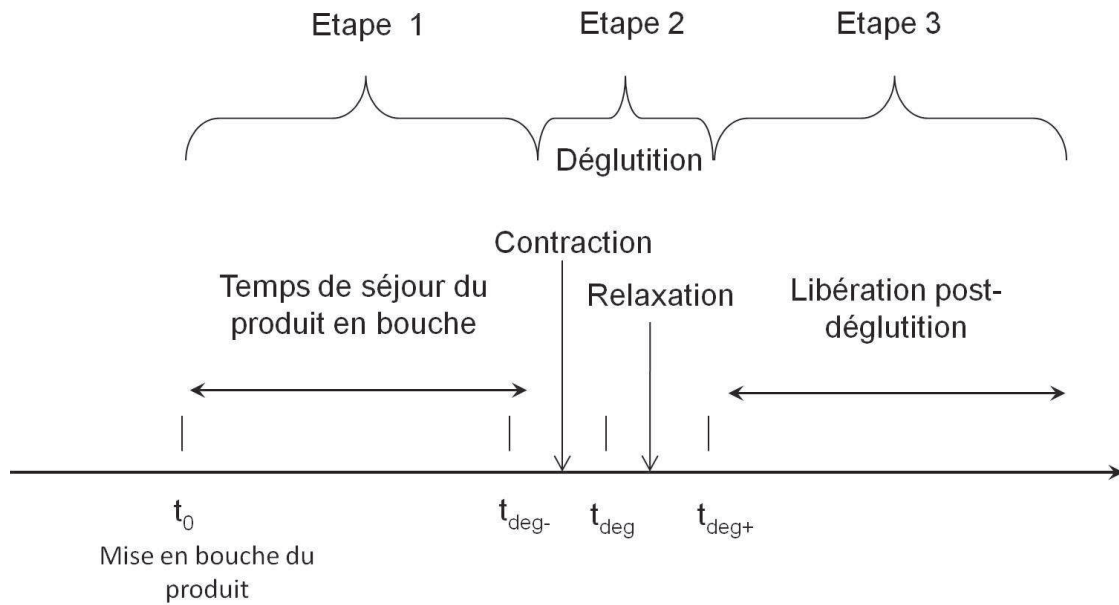 Etape 1
Etape 2
Etape 3
Déglutition
Contraction
Temps de séjour du
produit en bouche
Relaxation
Libération post-
déglutition
t0
tdeg-
tdeg
tdeg+
Mise en bouche du
produit